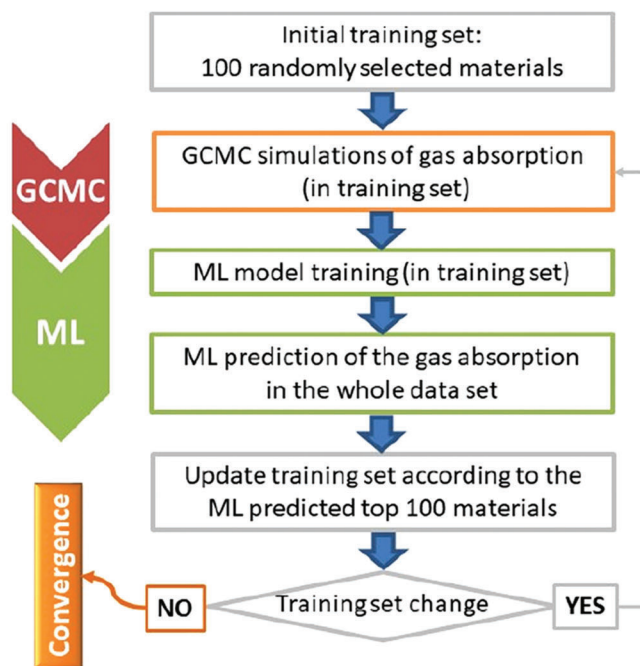 Initial training set:
100 randomly selected materials
GCMC simulations of gas absorption
(in training set)
GCMC
ML model training (in training set)
ML
ML prediction of the gas absorption
in the whole data set
Update training set according to the
ML predicted top 100 materials
Convergence
NO
Training set change
YES